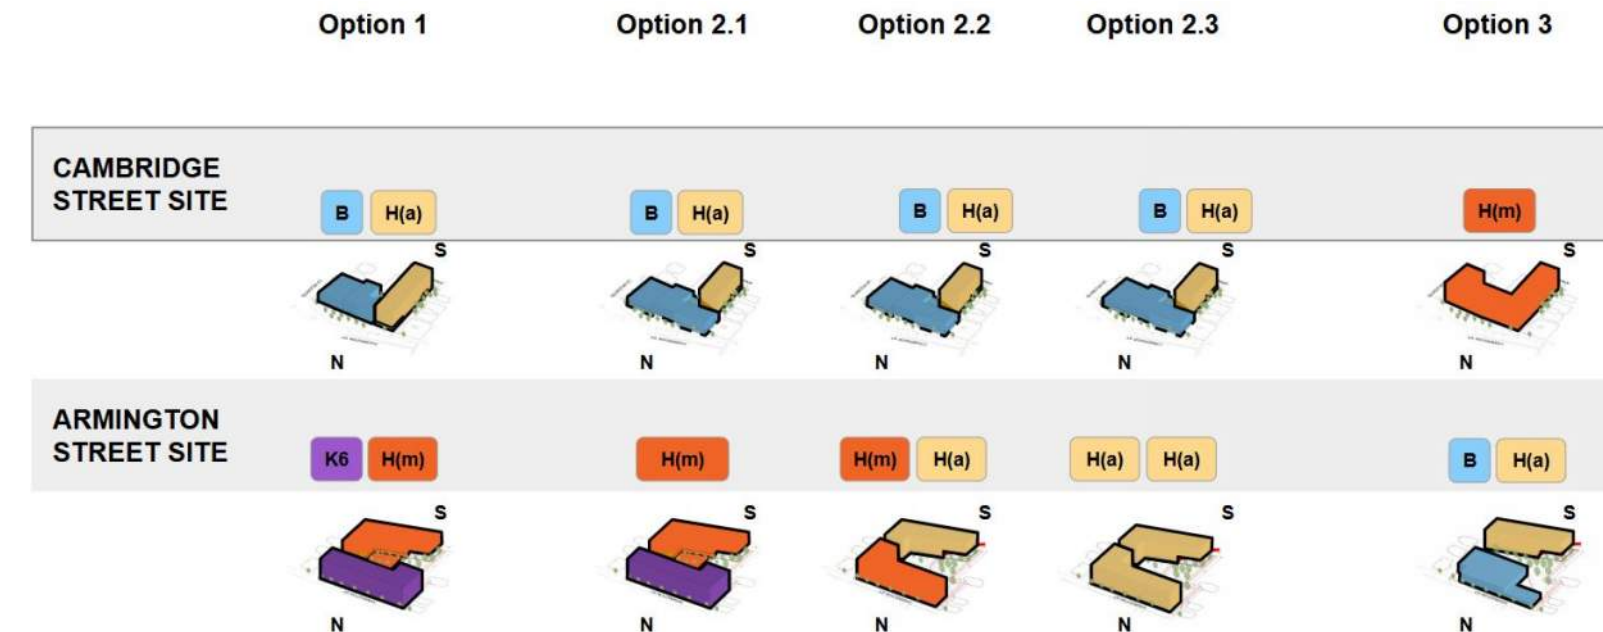 Option 1 Option 2.1 Option 2.2 Option 2.3 Option 3
CAMBRIDGE
STREET SITE
B H(a) B H(a) B H(a) B H(a) H(m)
S S S S S
N N N N N
ARMINGTON
STREET SITE
K6 H(m) H(m) H(m) H(a) H(a) H(a) B H(a)
S S S S S
N N N N N